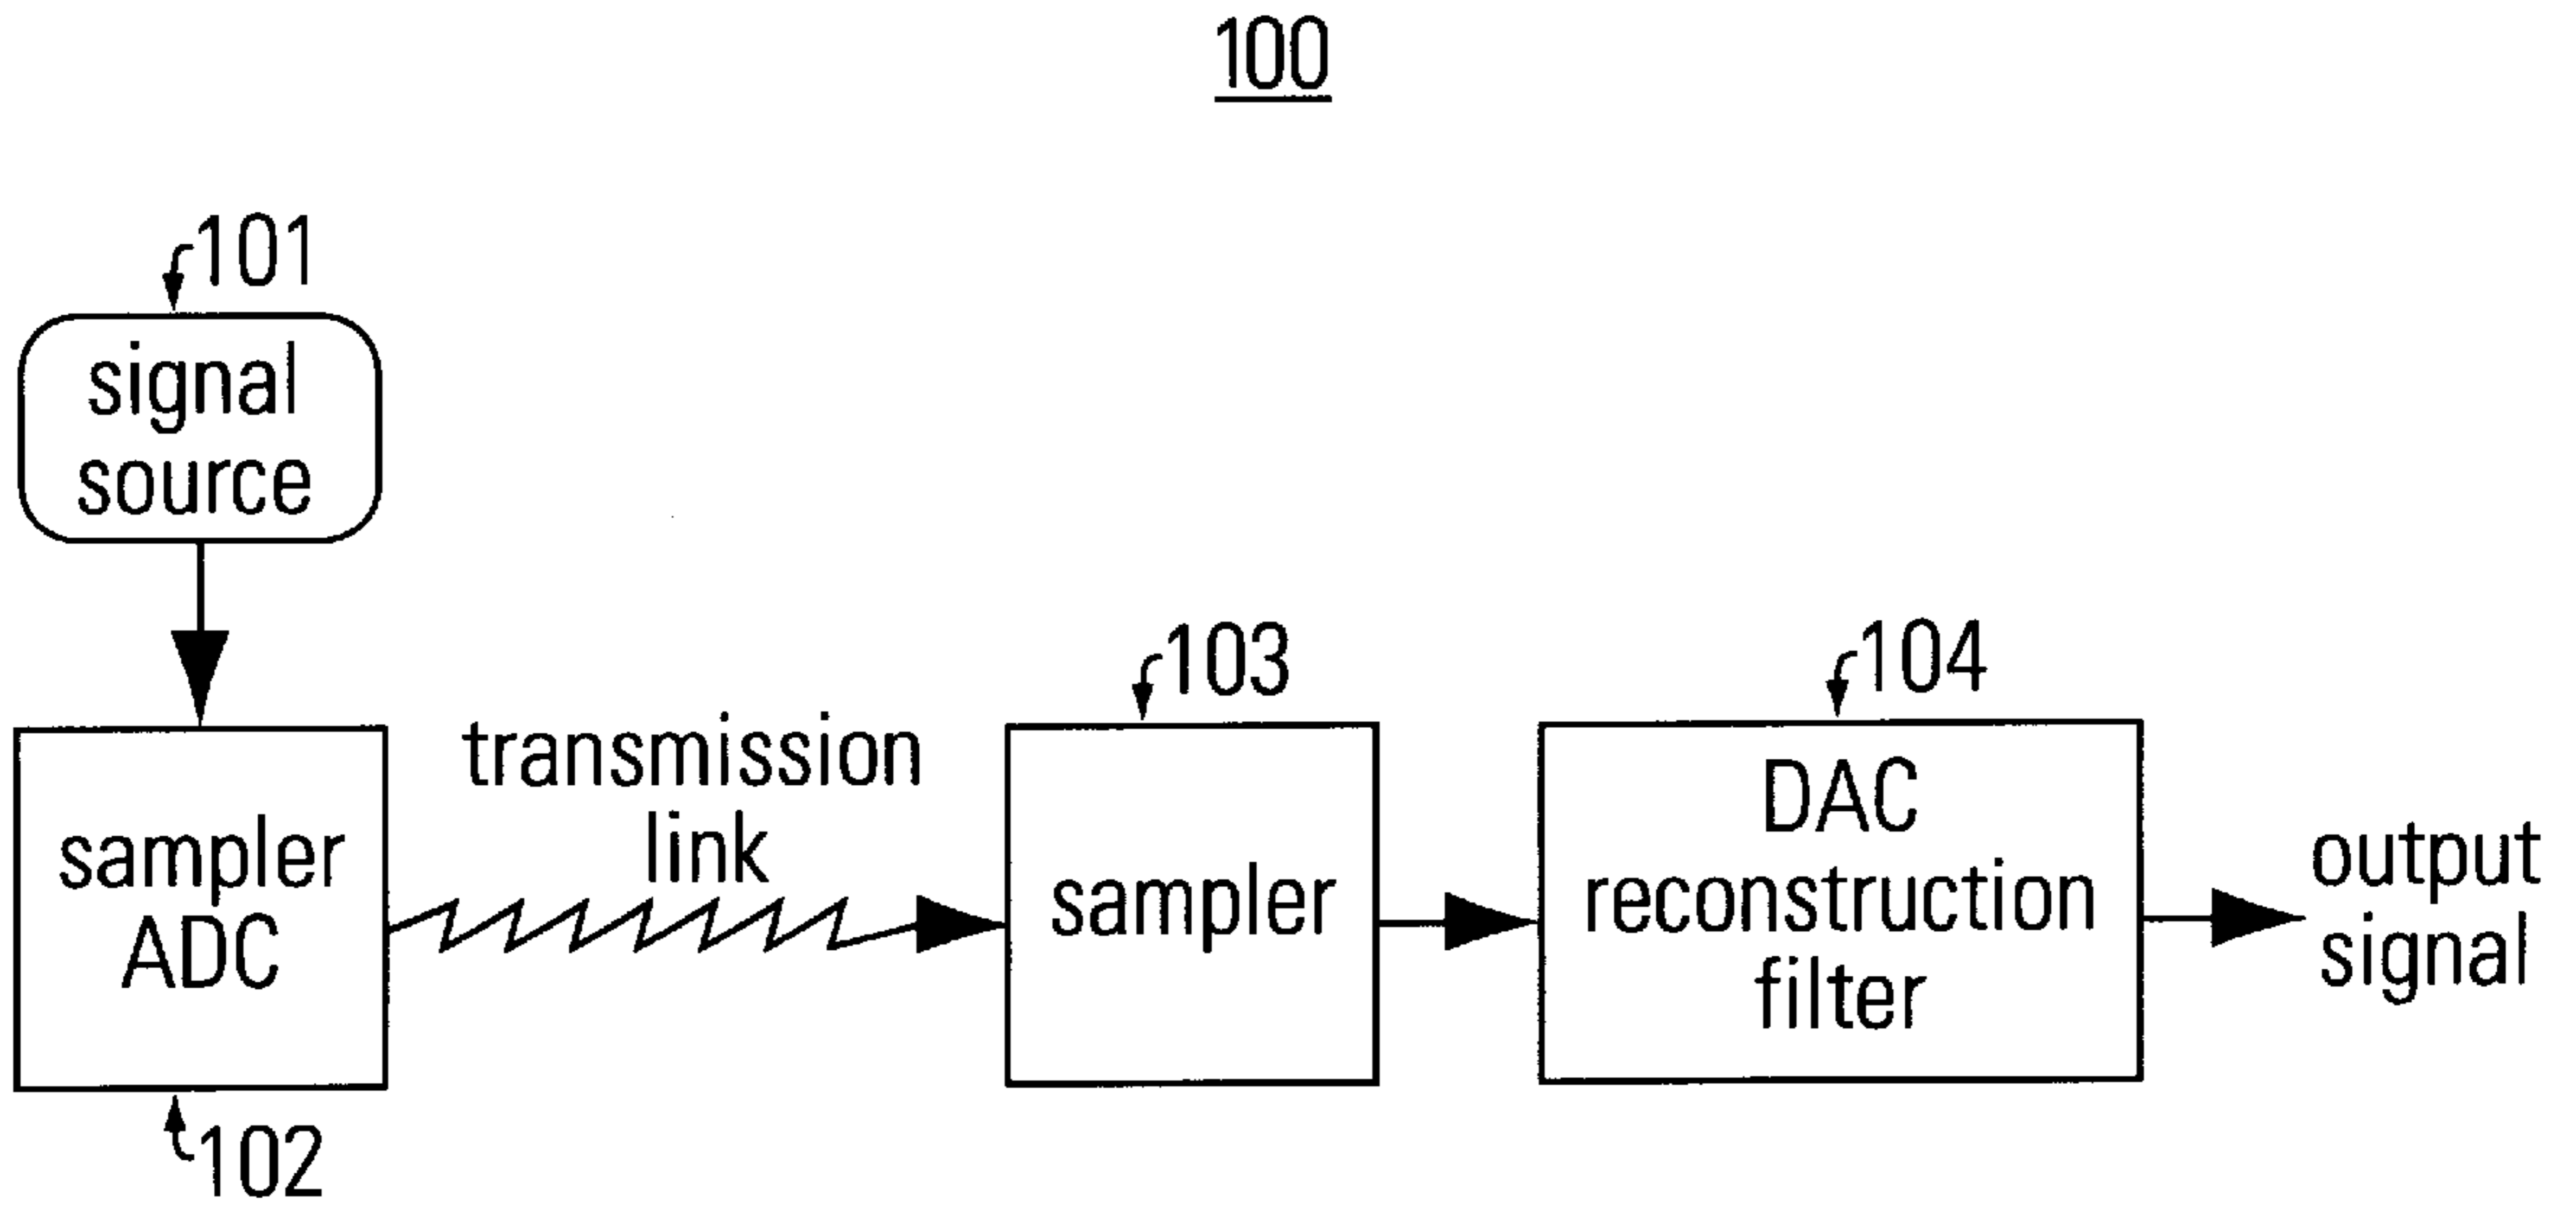 100
101
signal
source
103
104
transmission
link
sampler
ADC
sampler
DAC
reconstruction
filter
output
signal
102